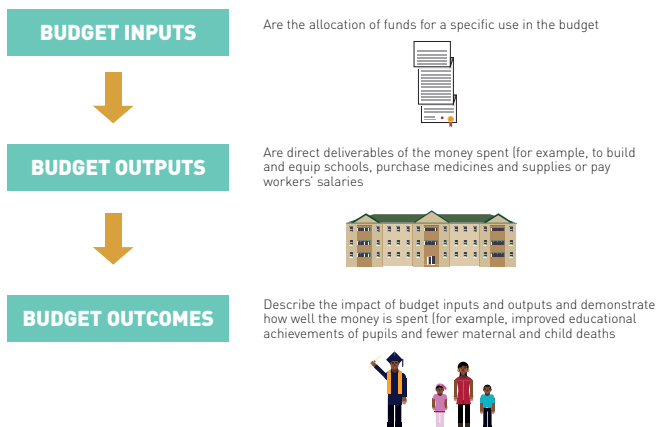 BUDGET INPUTS
Are the allocation of funds for a specific use in the budget
BUDGET OUTPUTS
Are direct deliverables of the money spent (for example, to build
and equip schools, purchase medicines and supplies or pay
workers' salaries
BUDGET OUTCOMES
Describe the impact of budget inputs and outputs and demonstrate
how well the money is spent (for example, improved educational
achievements of pupils and fewer maternal and child deaths